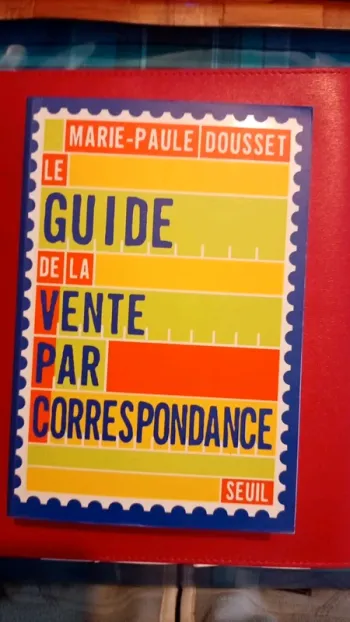 MARIE-PAULE DOUSSET
LE
GUIDE
DE LA
VENTE
PAR
CORRESPONDANCE
SEUIL